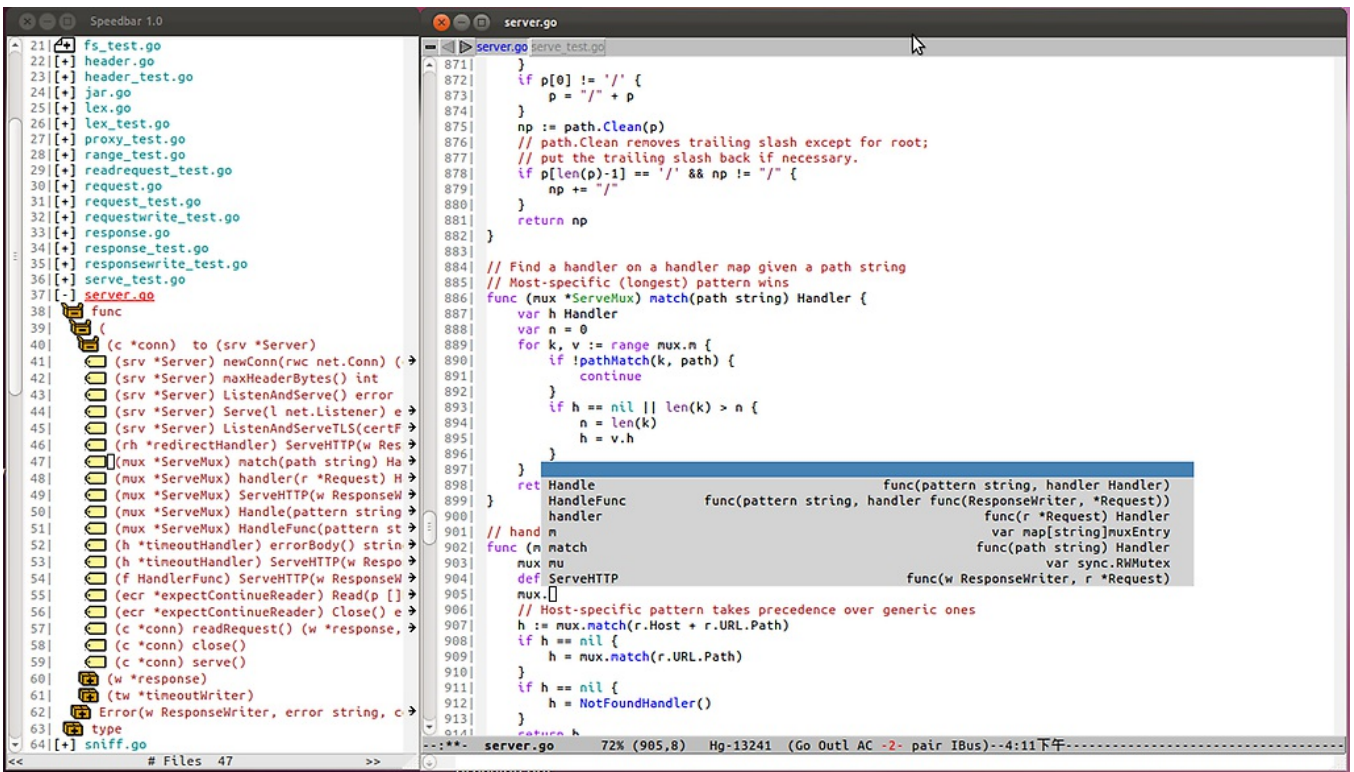 Speedbar 1.0
21| fs_test.go
22|[+] header.go
23|[+] header_test.go
24|[+] jar.go
25|[+] lex.go
26|[+] lex_test.go
27|[+] proxy_test.go
28|[+] range_test.go
29|[+] readrequest_test.go
30|[+] request.go
31|[+] request_test.go
32|[+] requestwrite_test.go
33|[+] response.go
34|[+] response_test.go
35|[+] responsewrite_test.go
36|[+] serve_test.go
37|[-] server.go
38| func
39| (
40| (c *conn)  to (srv *Server)
41| (srv *Server) newConn(rwc net.Conn) (
42| (srv *Server) maxHeaderBytes() int
43| (srv *Server) ListenAndServe() error
44| (srv *Server) Serve(l net.Listener) e
45| (srv *Server) ListenAndServeTLS(certF
46| (rh *redirectHandler) ServeHTTP(w Res
47| (mux *ServeMux) match(path string) Ha
48| (mux *ServeMux) handler(r *Request) H
49| (mux *ServeMux) ServeHTTP(w ResponseW
50| (mux *ServeMux) Handle(pattern string
51| (mux *ServeMux) HandleFunc(pattern st
52| (h *timeoutHandler) errorBody() strin
53| (h *timeoutHandler) ServeHTTP(w Respo
54| (f HandlerFunc) ServeHTTP(w ResponseW
55| (ecr *expectContinueReader) Read(p []
56| (ecr *expectContinueReader) Close() e
57| (c *conn) readRequest() (w *response,
58| (c *conn) close()
59| (c *conn) serve()
60| (w *response)
61| (tw *timeoutWriter)
62| Error(w ResponseWriter, error string, c
63| type
64|[+] sniff.go
<< # Files 47 >>
server.go
server.go serve_test.go
871| }
872| if p[0] != '/' {
873| p = "/" + p
874| }
875| np := path.Clean(p)
876| // path.Clean removes trailing slash except for root;
877| // put the trailing slash back if necessary.
878| if p[len(p)-1] == '/' && np != "/" {
879| np += "/"
880| }
881| return np
882| }
883|
884| // Find a handler on a handler map given a path string
885| // Most-specific (longest) pattern wins
886| func (mux *ServeMux) match(path string) Handler {
887| var h Handler
888| var n = 0
889| for k, v := range mux.m {
890| if !pathMatch(k, path) {
891| continue
892| }
893| if h == nil || len(k) > n {
894| n = len(k)
895| h = v.h
896| }
897| }
898| ret Handle func(pattern string, handler Handler)
899| } HandleFunc func(pattern string, handler func(ResponseWriter, *Request))
900| handler func(r *Request) Handler
901| // hand m var map[string]muxEntry
902| func (m match func(path string) Handler
903| mux mu var sync.RWMutex
904| def ServeHTTP func(w ResponseWriter, r *Request)
905| mux.
906| // Host-specific pattern takes precedence over generic ones
907| h := mux.match(r.Host + r.URL.Path)
908| if h == nil {
909| h = mux.match(r.URL.Path)
910| }
911| if h == nil {
912| h = NotFoundHandler()
913| }
914| return h
--:**- server.go 72% (905,8) Hg-13241 (Go Outl AC -2- pair IBus)--4:11下午-----------------------------------